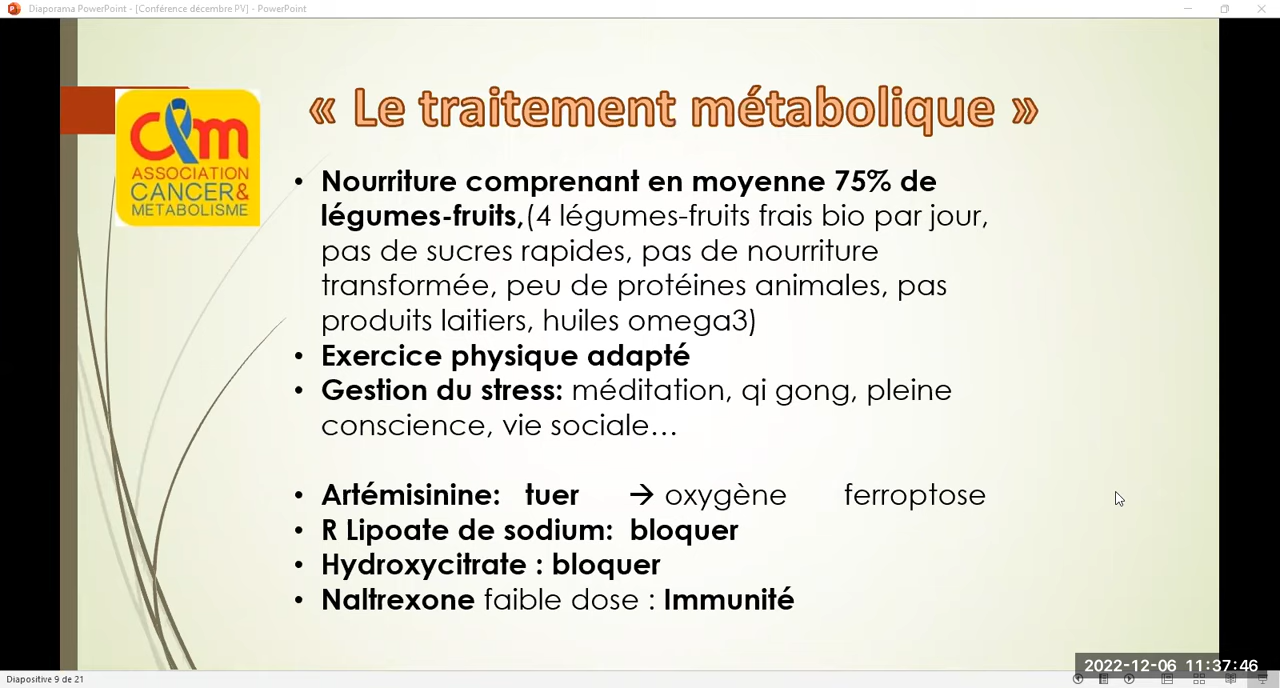 Diaporama PowerPoint - [Conférence décembre PV] - PowerPoint
« Le traitement métabolique »
c&m
ASSOCIATION
CANCER&
METABOLISME
• Nourriture comprenant en moyenne 75% de
légumes-fruits,(4 légumes-fruits frais bio par jour,
pas de sucres rapides, pas de nourriture
transformée, peu de protéines animales, pas
produits laitiers, huiles omega3)
• Exercice physique adapté
• Gestion du stress: méditation, qi gong, pleine
conscience, vie sociale…
• Artémisinine: tuer → oxygène ferroptose
• R Lipoate de sodium: bloquer
• Hydroxycitrate : bloquer
• Naltrexone faible dose : Immunité
2022-12-06 11:37:46
Diapositive 9 de 21